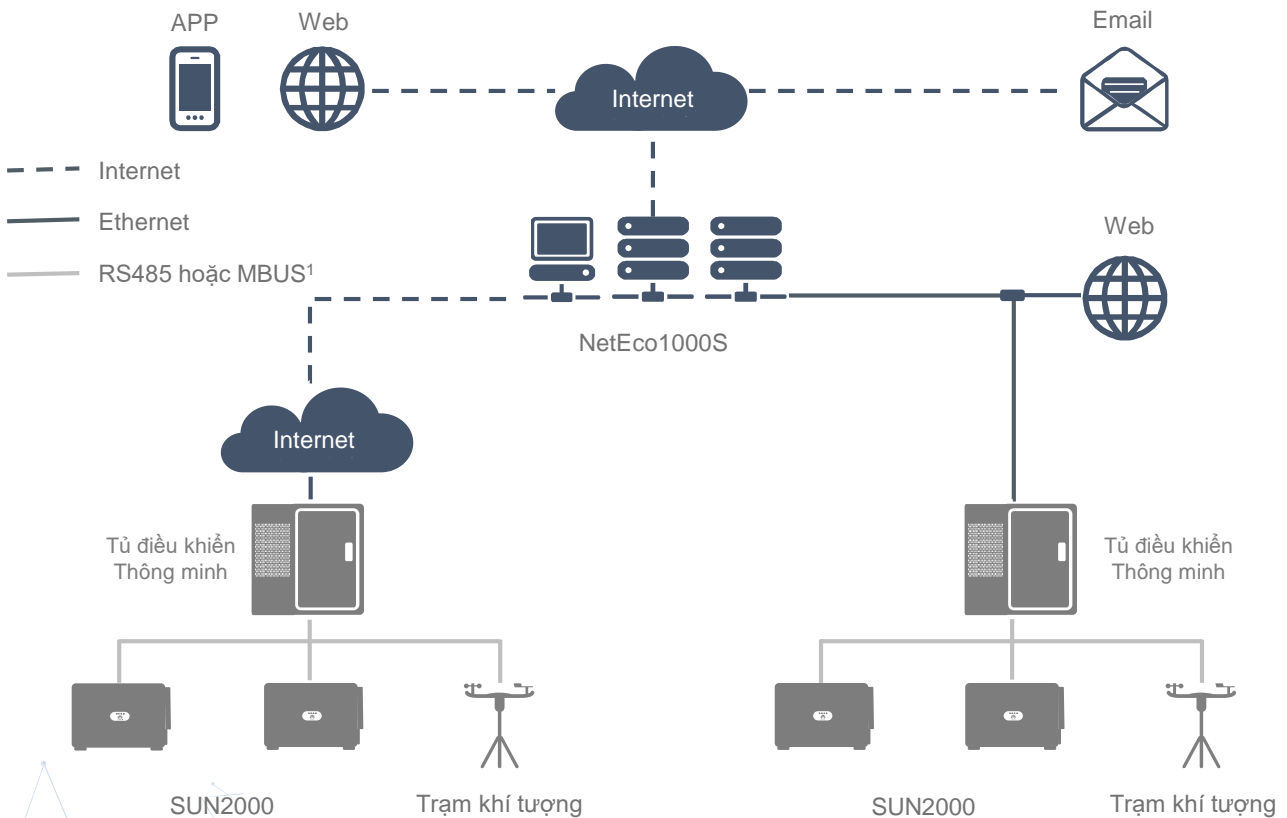 APP
Web
Email
Internet
Internet
Ethernet
RS485 hoặc MBUS¹
Web
NetEco1000S
Internet
Tủ điều khiển
Thông minh
Tủ điều khiển
Thông minh
SUN2000
Trạm khí tượng
SUN2000
Trạm khí tượng